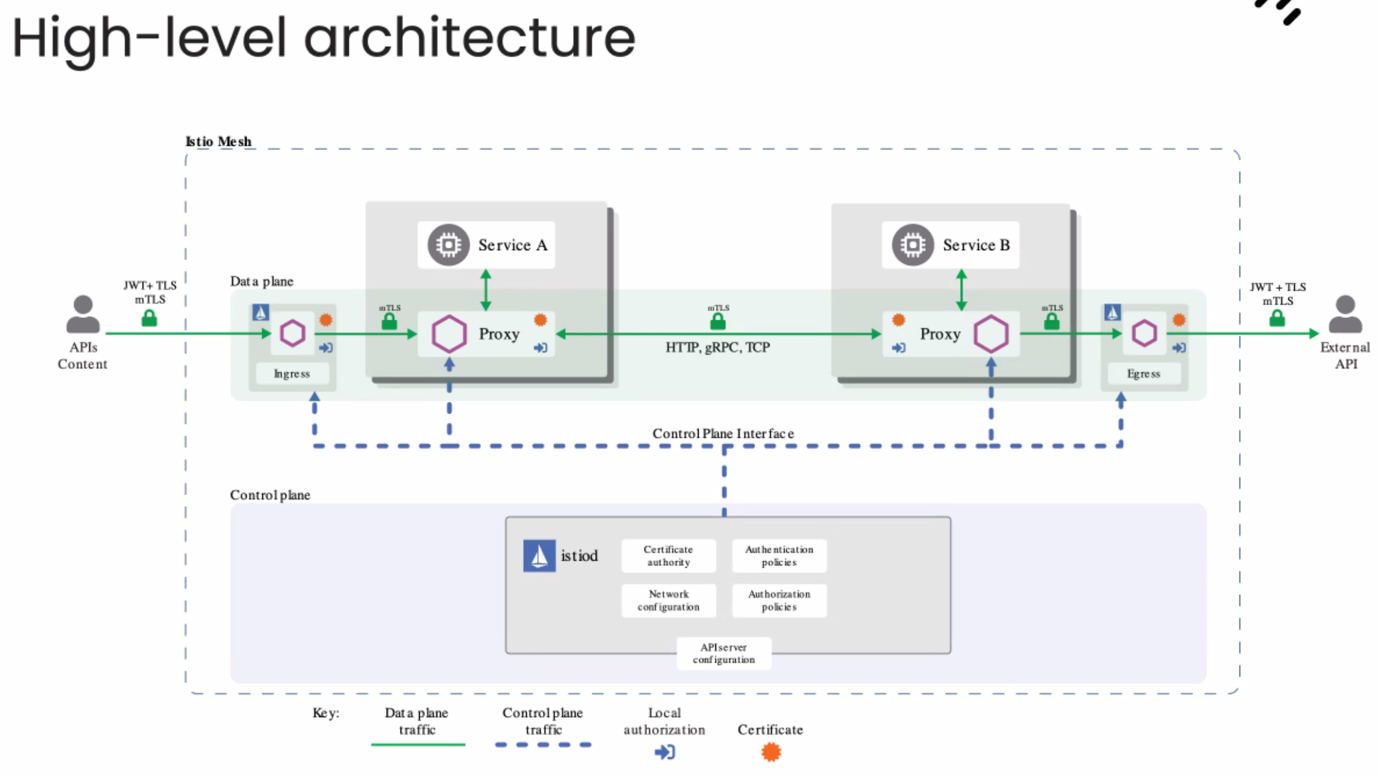 High-level architecture
Istio Mesh
Service A
Service B
Data plane
JWT+ TLS
mTLS
JWT + TLS
mTLS
mTLS
mTLS
mTLS
Proxy
Proxy
HTTP, gRPC, TCP
APIs
Content
External
API
Ingress
Egress
Control Plane Interface
Control plane
istiod
Certificate
authority
Authentication
policies
Network
configuration
Authorization
policies
API server
configuration
Key:
Data plane
traffic
Control plane
traffic
Local
authorization
Certificate